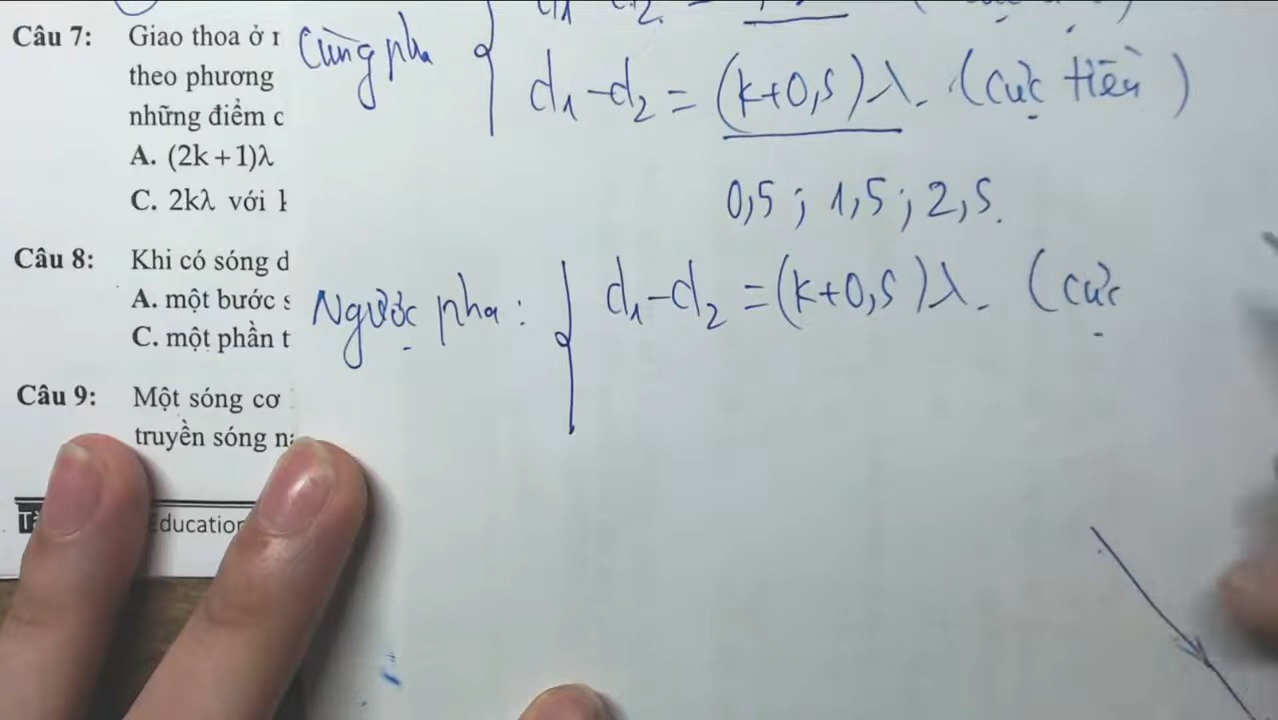 Câu 7: Giao thoa ở
theo phương
những điểm c
A. (2k+1)λ
C. 2kλ với
Câu 8: Khi có sóng d
A. một bước s
C. một phần t
Câu 9: Một sóng cơ
truyền sóng n
Education
Cùng pha
d₁-d₂ = (k+0,5)λ. (cực tiểu)
0,5; 1,5; 2,5.
Ngược pha: { d₁-d₂ = (k+0,5)λ. (cực